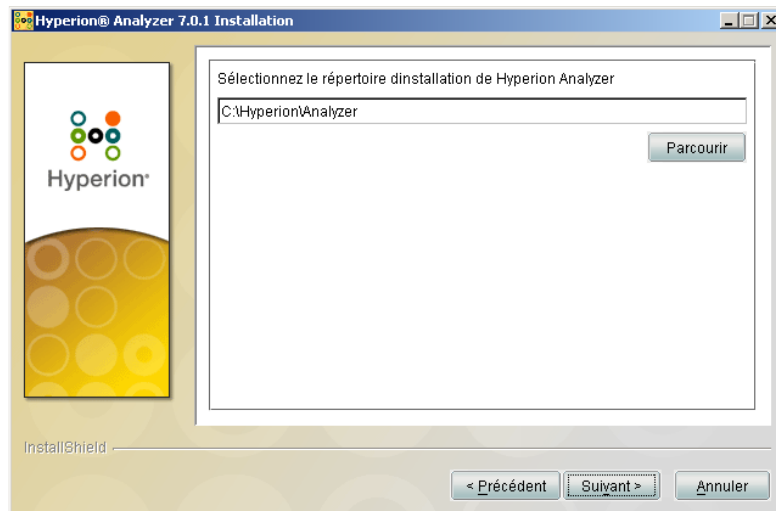 Hyperion® Analyzer 7.0.1 Installation
Sélectionnez le répertoire dinstallation de Hyperion Analyzer
C:\Hyperion\Analyzer
Parcourir
Hyperion
InstallShield
< Précédent
Suivant >
Annuler